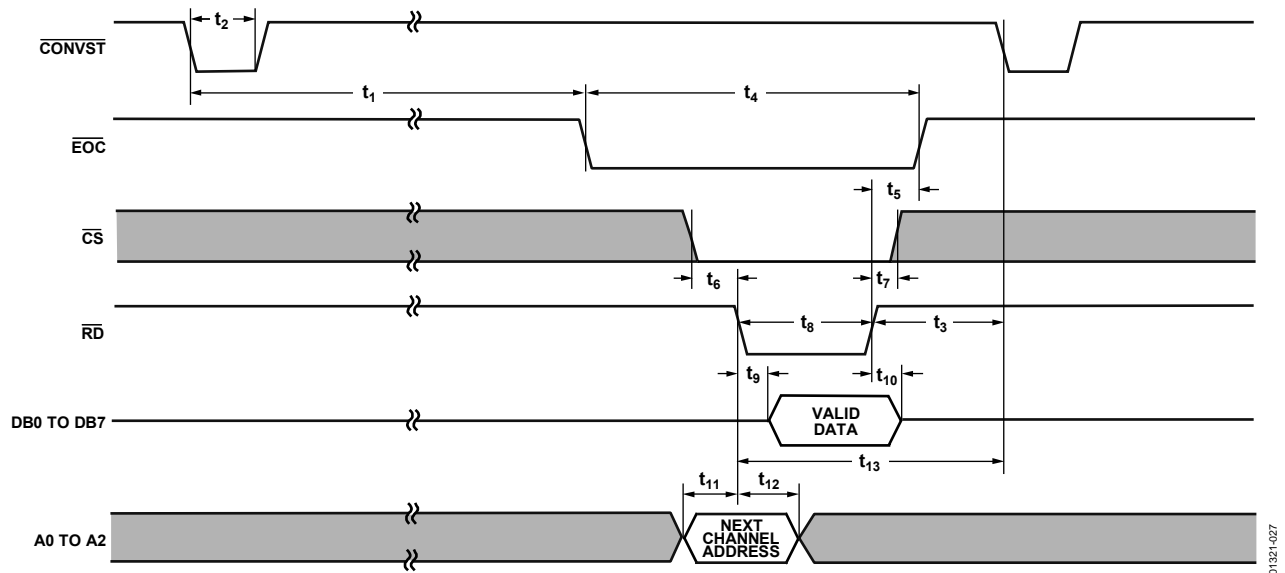 t2
CONVST
t1
t4
EOC
t5
CS
t6
t7
RD
t8
t3
t9
t10
DB0 TO DB7
VALID
DATA
t13
t11
t12
A0 TO A2
NEXT
CHANNEL
ADDRESS
01321-027